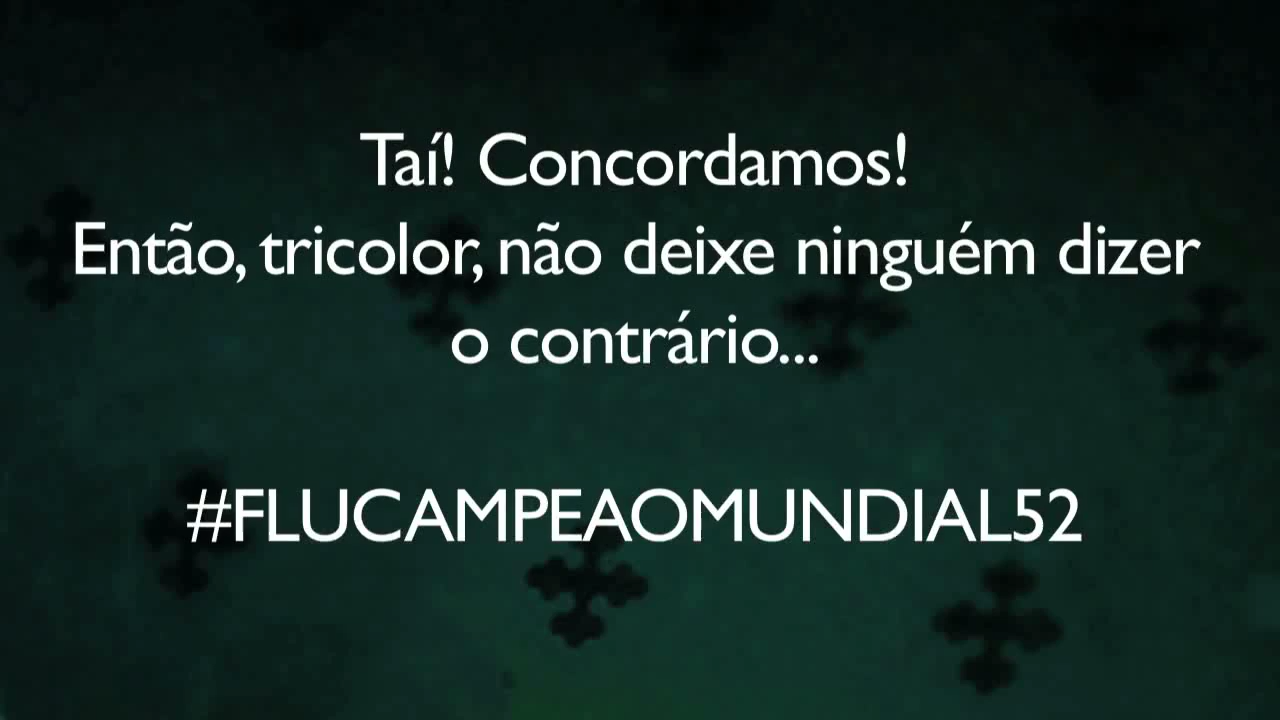 Taí! Concordamos!
Então, tricolor, não deixe ninguém dizer
o contrário...
#FLUCAMPEAOMUNDIAL52